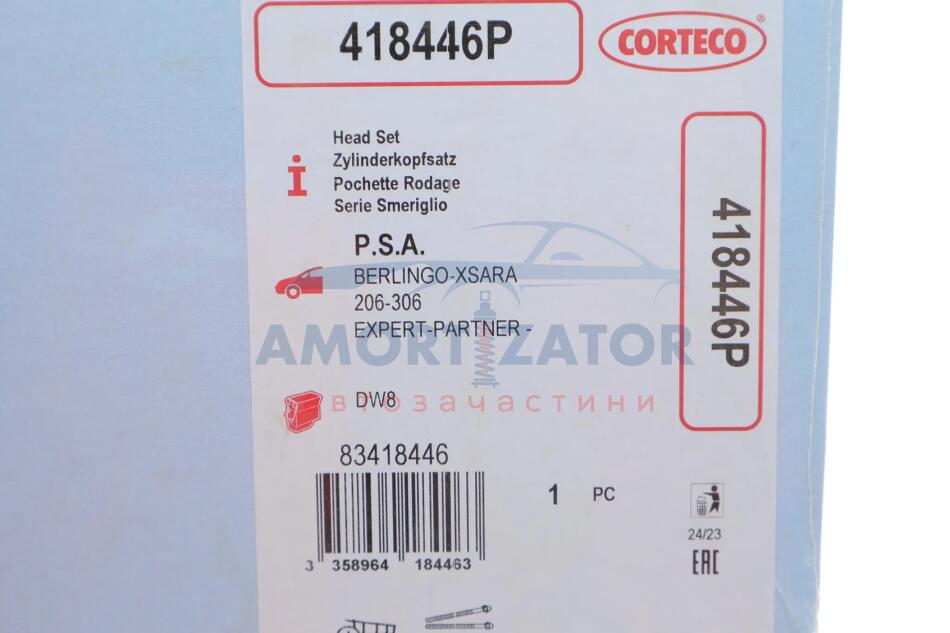 418446P
CORTECO®
Head Set
Zylinderkopfsatz
Pochette Rodage
Serie Smeriglio
P.S.A.
BERLINGO-XSARA
206-306
EXPERT-PARTNER -
AMORTIZATOR
автозачастини
DW8
83418446
1 PC
3 358964 184463
418446P
24/23
EAC